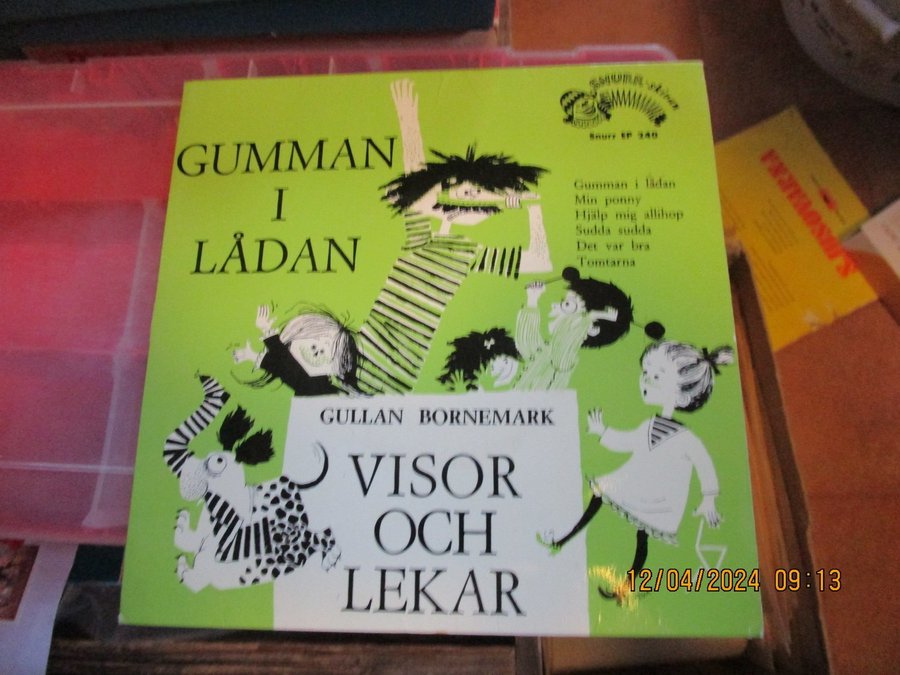 GUMMAN
I
LÅDAN
Snurr EP 240
Gumman i lådan
Min ponny
Hjälp mig allihop
Sudda sudda
Det var bra
Tomtarna
GULLAN BORNEMARK
VISOR
OCH
LEKAR
12/04/2024 09:13